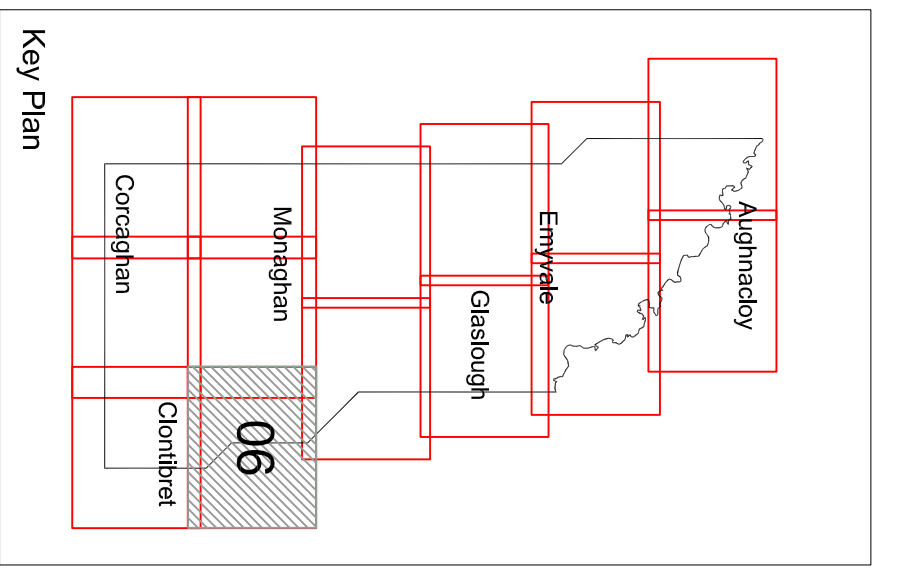 Key Plan
Aughnacloy
Emyvale
Glaslough
Monaghan
06
Corcaghan
Clontibret